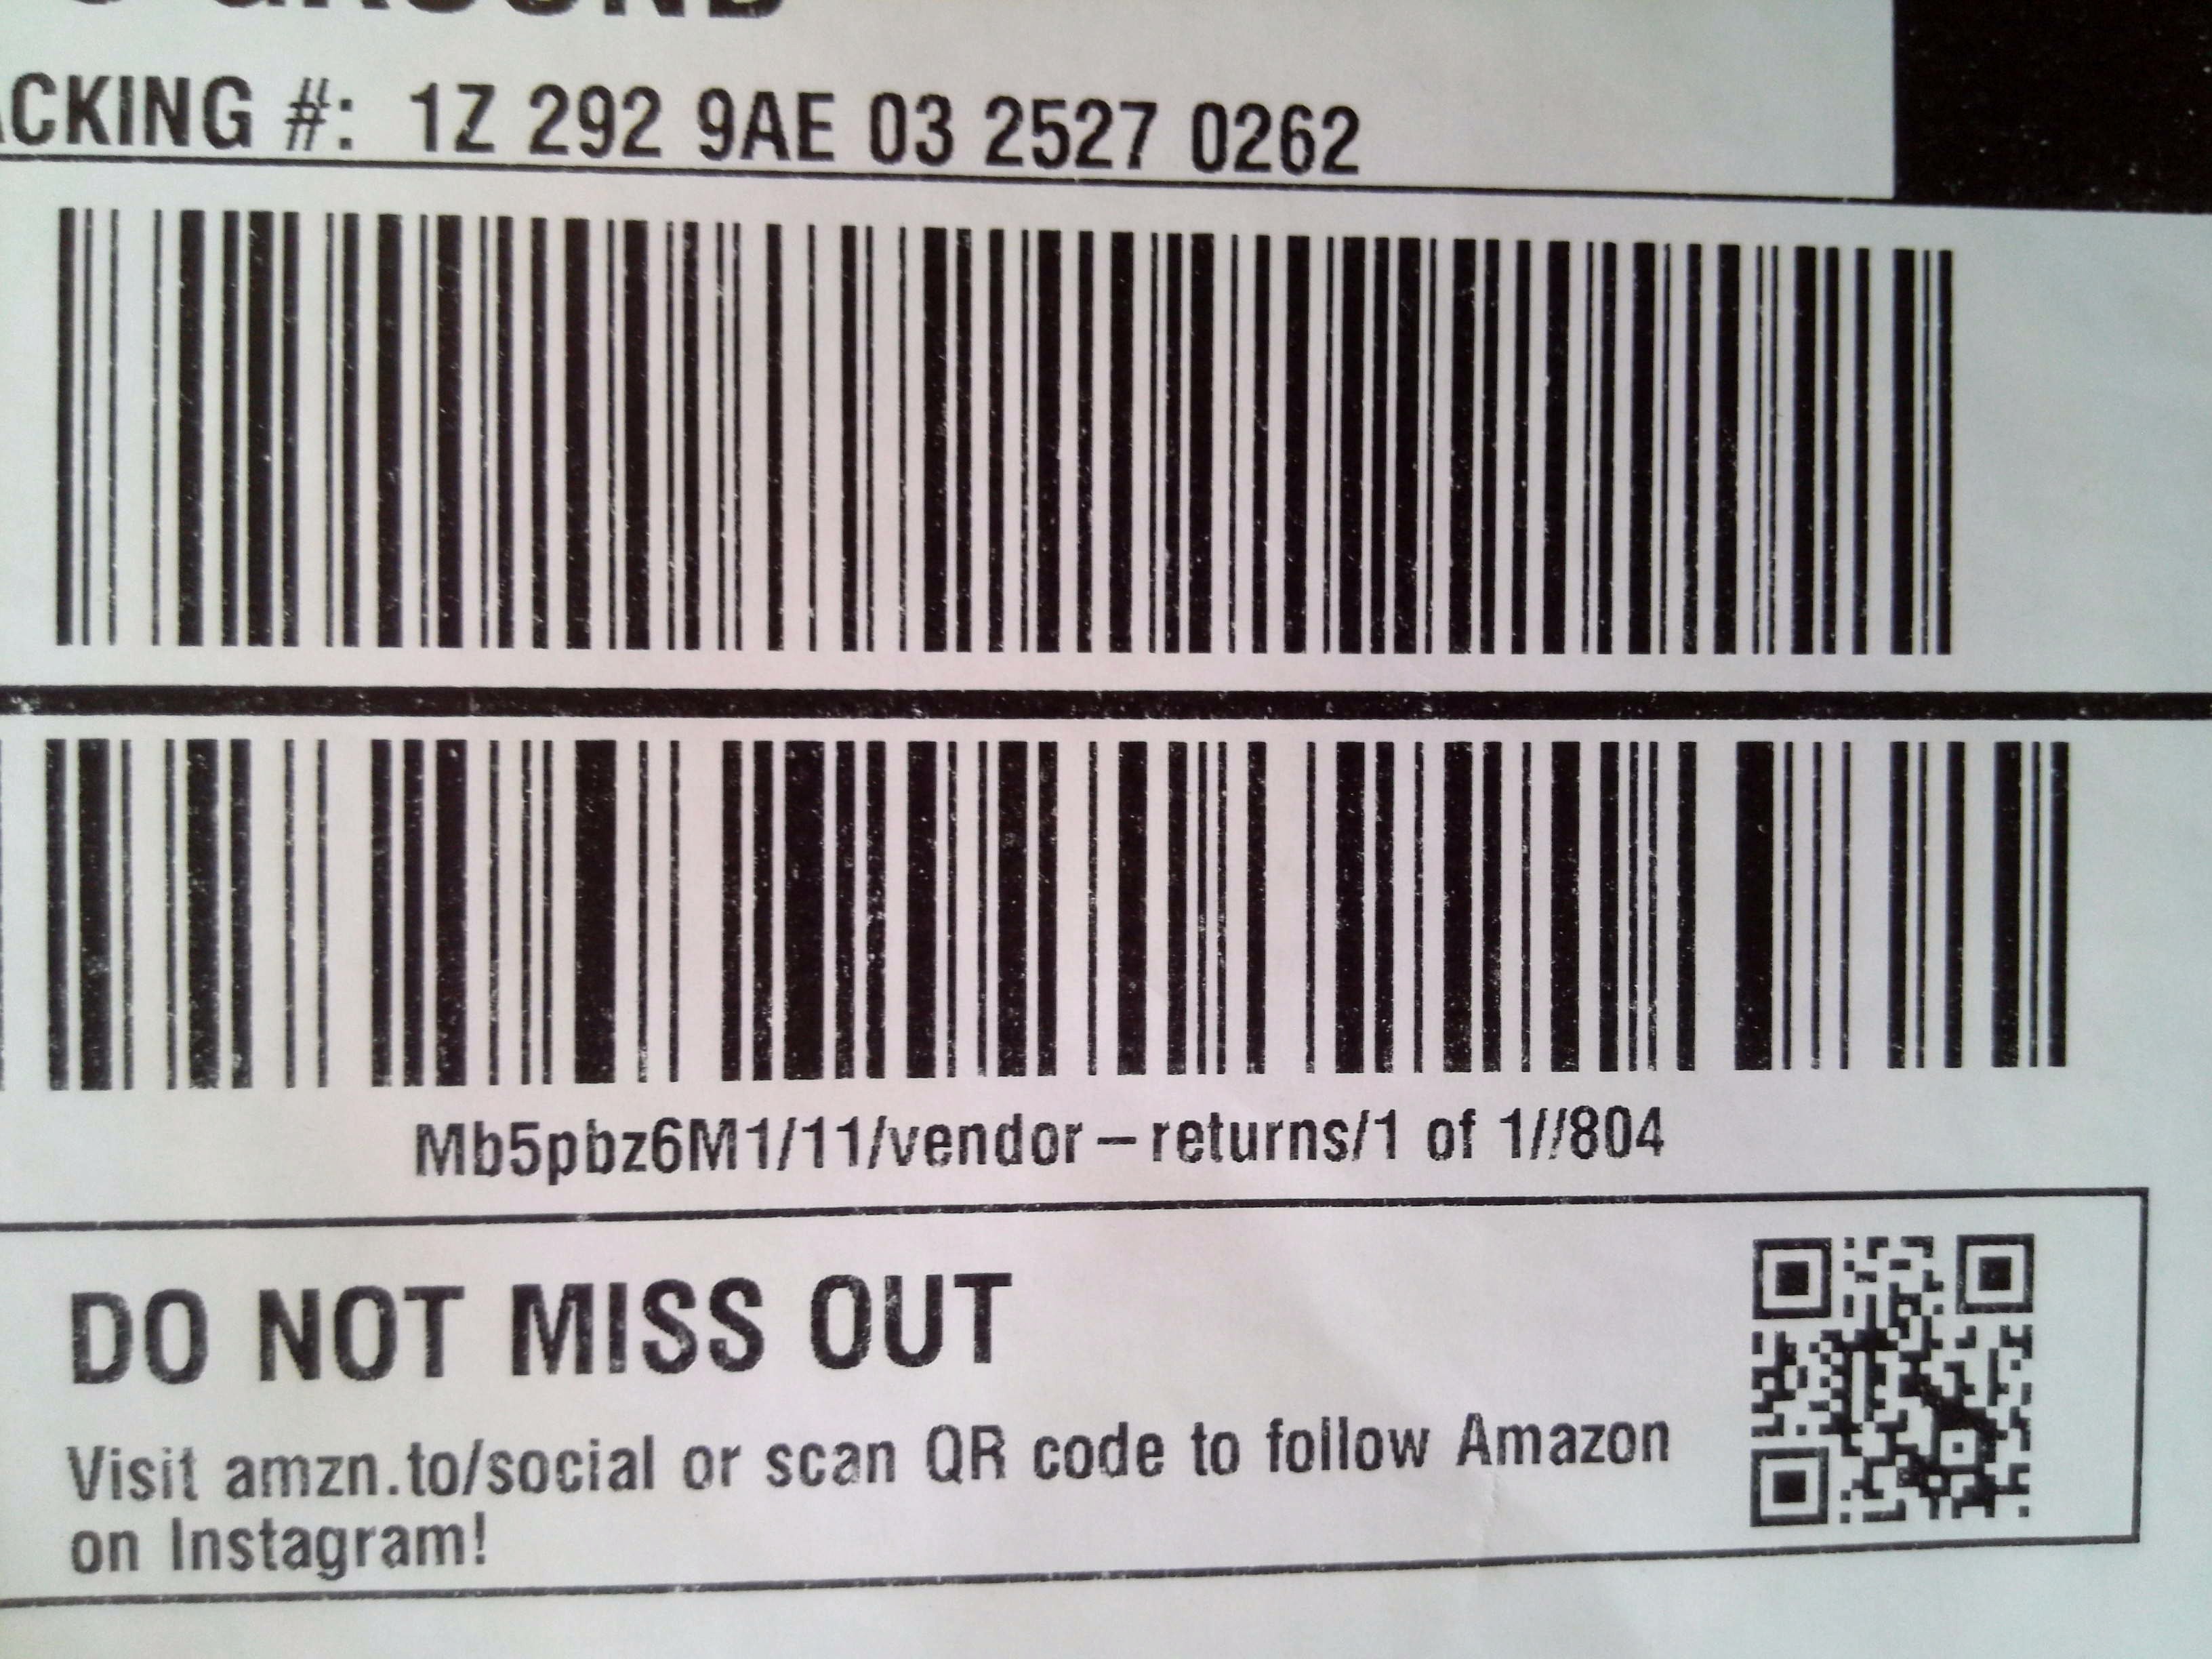 GROUND
ACKING #: 1Z 292 9AE 03 2527 0262
Mb5pbz6M1/11/vendor-returns/1 of 1//804
DO NOT MISS OUT
Visit amzn.to/social or scan QR code to follow Amazon
on Instagram!